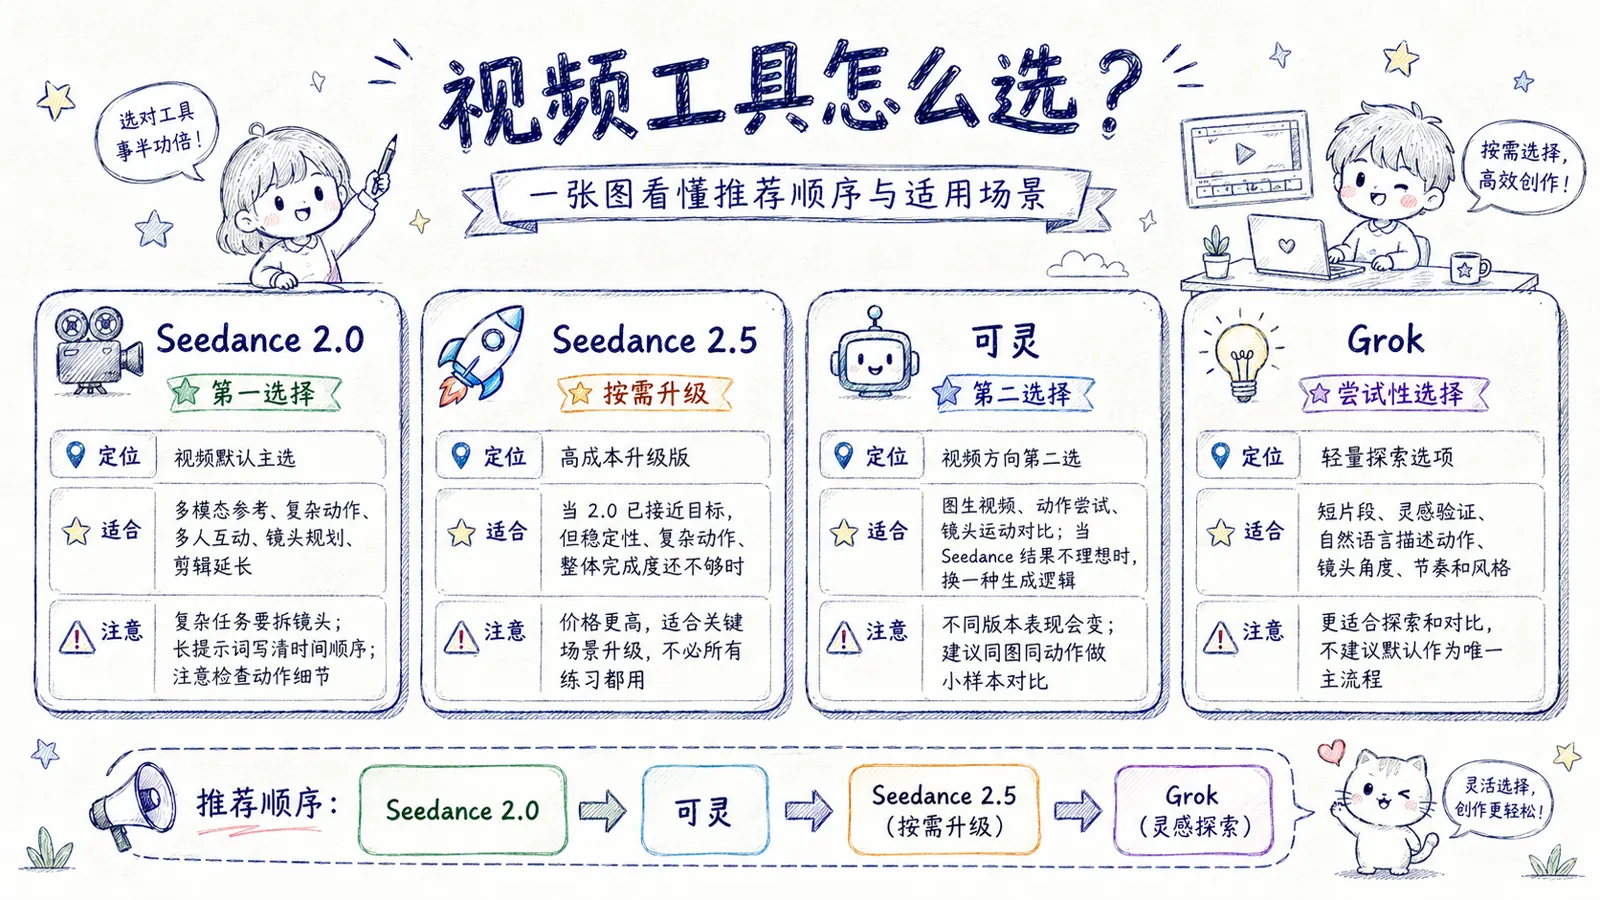 视频工具怎么选？
一张图看懂推荐顺序与适用场景
选对工具
事半功倍！
按需选择，
高效创作！
Seedance 2.0
第一选择
定位
视频默认主选
适合
多模态参考、复杂动作、
多人互动、镜头规划、
剪辑延长
注意
复杂任务要拆镜头；
长提示词写清时间顺序；
注意检查动作细节
Seedance 2.5
按需升级
定位
高成本升级版
适合
当 2.0 已接近目标，
但稳定性、复杂动作、
整体完成度还不够时
注意
价格更高，适合关键
场景升级，不必所有
练习都用
可灵
第二选择
定位
视频方向第二选
适合
图生视频、动作尝试、
镜头运动对比；当
Seedance 结果不理想时，
换一种生成逻辑
注意
不同版本表现会变；
建议同图同动作做
小样本对比
Grok
尝试性选择
定位
轻量探索选项
适合
短片段、灵感验证、
自然语言描述动作、
镜头角度、节奏和风格
注意
更适合探索和对比，
不建议默认作为唯一
主流程
推荐顺序：
Seedance 2.0
可灵
Seedance 2.5
（按需升级）
Grok
（灵感探索）
灵活选择，
创作更轻松！